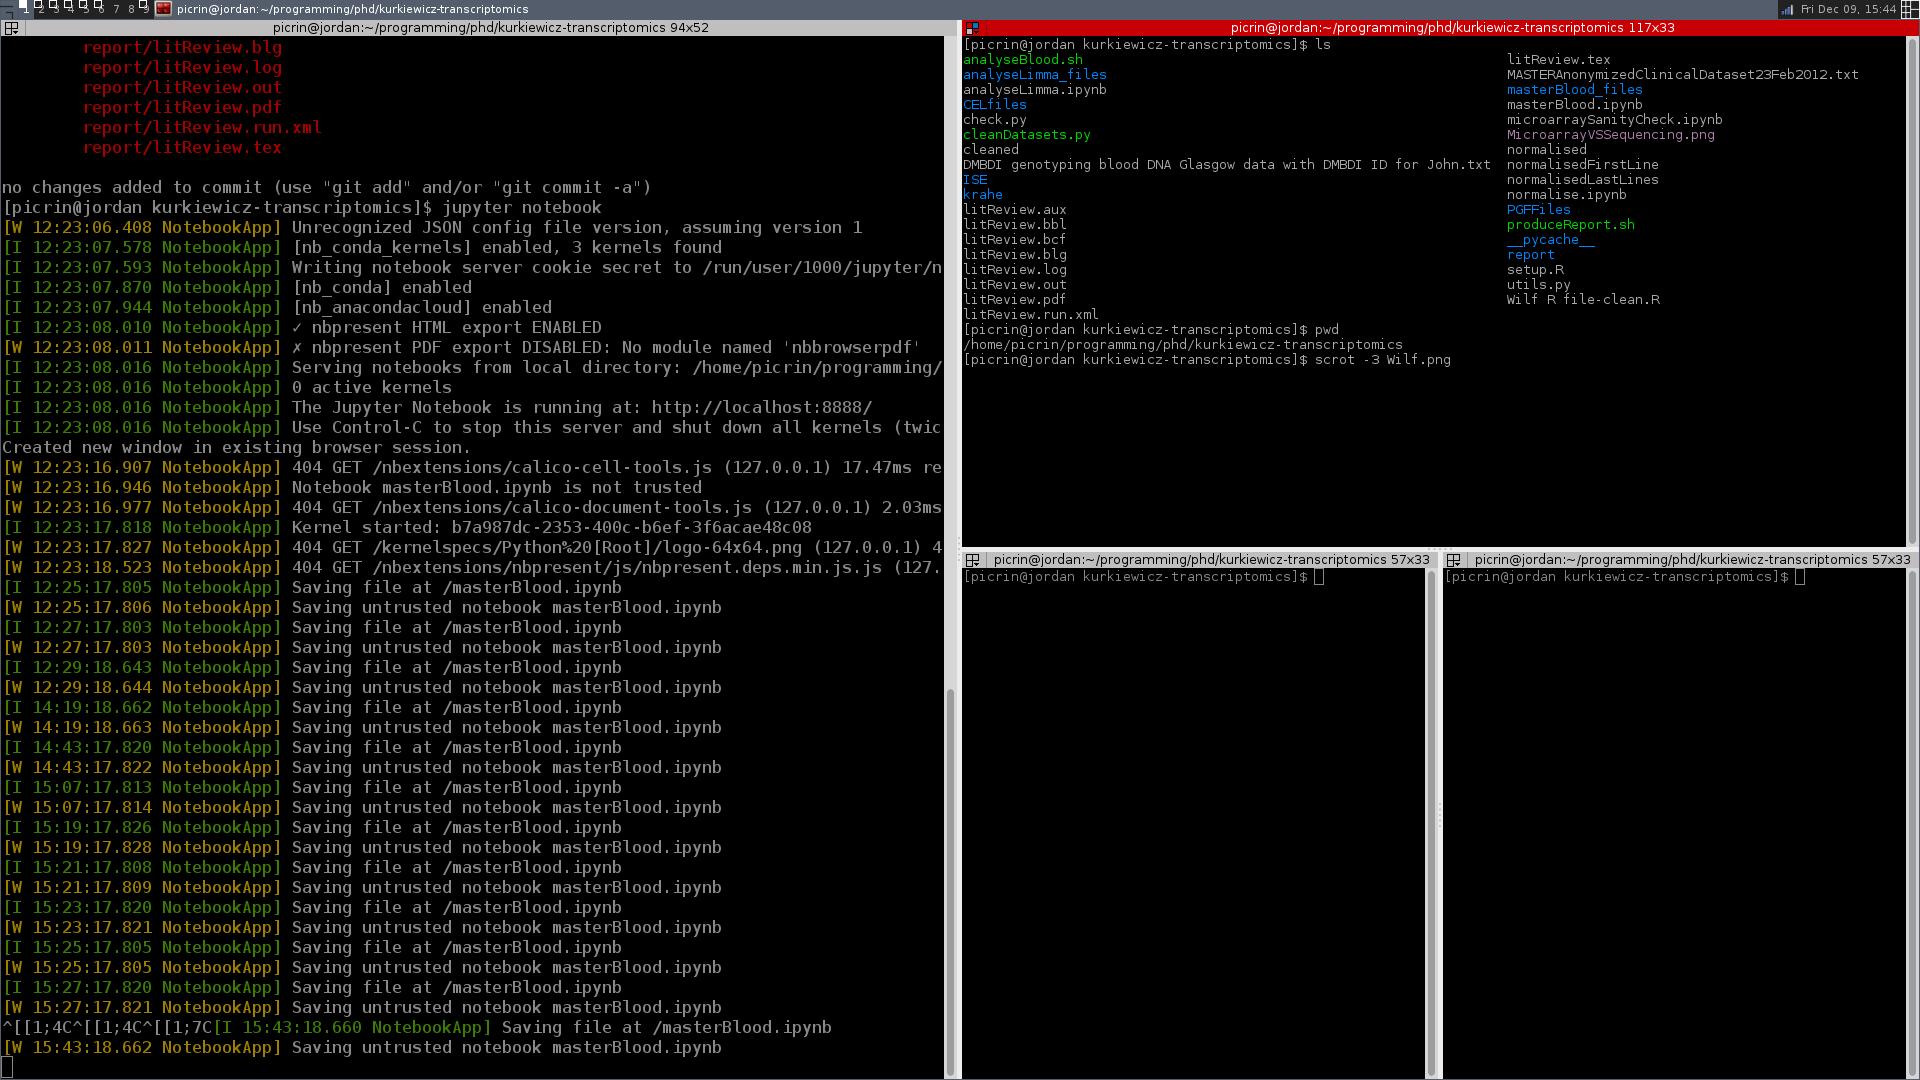 1 2 3 4 5 6 7 8 9 picrin@jordan:~/programming/phd/kurkiewicz-transcriptomics
Fri Dec 09, 15:44
picrin@jordan:~/programming/phd/kurkiewicz-transcriptomics 94x52
report/litReview.blg
report/litReview.log
report/litReview.out
report/litReview.pdf
report/litReview.run.xml
report/litReview.tex
no changes added to commit (use "git add" and/or "git commit -a")
[picrin@jordan kurkiewicz-transcriptomics]$ jupyter notebook
[W 12:23:06.408 NotebookApp] Unrecognized JSON config file version, assuming version 1
[I 12:23:07.578 NotebookApp] [nb_conda_kernels] enabled, 3 kernels found
[I 12:23:07.593 NotebookApp] Writing notebook server cookie secret to /run/user/1000/jupyter/n
[I 12:23:07.870 NotebookApp] [nb_conda] enabled
[I 12:23:07.944 NotebookApp] [nb_anacondacloud] enabled
[I 12:23:08.010 NotebookApp] ✓ nbpresent HTML export ENABLED
[W 12:23:08.011 NotebookApp] ✗ nbpresent PDF export DISABLED: No module named 'nbbrowserpdf'
[I 12:23:08.016 NotebookApp] Serving notebooks from local directory: /home/picrin/programming/
[I 12:23:08.016 NotebookApp] 0 active kernels
[I 12:23:08.016 NotebookApp] The Jupyter Notebook is running at: http://localhost:8888/
[I 12:23:08.016 NotebookApp] Use Control-C to stop this server and shut down all kernels (twic
Created new window in existing browser session.
[W 12:23:16.907 NotebookApp] 404 GET /nbextensions/calico-cell-tools.js (127.0.0.1) 17.47ms re
[W 12:23:16.946 NotebookApp] Notebook masterBlood.ipynb is not trusted
[W 12:23:16.977 NotebookApp] 404 GET /nbextensions/calico-document-tools.js (127.0.0.1) 2.03ms
[I 12:23:17.818 NotebookApp] Kernel started: b7a987dc-2353-400c-b6ef-3f6acae48c08
[W 12:23:17.827 NotebookApp] 404 GET /kernelspecs/Python%20[Root]/logo-64x64.png (127.0.0.1) 4
[W 12:23:18.523 NotebookApp] 404 GET /nbextensions/nbpresent/js/nbpresent.deps.min.js.js (127.
[I 12:25:17.805 NotebookApp] Saving file at /masterBlood.ipynb
[W 12:25:17.806 NotebookApp] Saving untrusted notebook masterBlood.ipynb
[I 12:27:17.803 NotebookApp] Saving file at /masterBlood.ipynb
[W 12:27:17.803 NotebookApp] Saving untrusted notebook masterBlood.ipynb
[I 12:29:18.643 NotebookApp] Saving file at /masterBlood.ipynb
[W 12:29:18.644 NotebookApp] Saving untrusted notebook masterBlood.ipynb
[I 14:19:18.662 NotebookApp] Saving file at /masterBlood.ipynb
[W 14:19:18.663 NotebookApp] Saving untrusted notebook masterBlood.ipynb
[I 14:43:17.820 NotebookApp] Saving file at /masterBlood.ipynb
[W 14:43:17.822 NotebookApp] Saving untrusted notebook masterBlood.ipynb
[I 15:07:17.813 NotebookApp] Saving file at /masterBlood.ipynb
[W 15:07:17.814 NotebookApp] Saving untrusted notebook masterBlood.ipynb
[I 15:19:17.826 NotebookApp] Saving file at /masterBlood.ipynb
[W 15:19:17.828 NotebookApp] Saving untrusted notebook masterBlood.ipynb
[I 15:21:17.808 NotebookApp] Saving file at /masterBlood.ipynb
[W 15:21:17.809 NotebookApp] Saving untrusted notebook masterBlood.ipynb
[I 15:23:17.820 NotebookApp] Saving file at /masterBlood.ipynb
[W 15:23:17.821 NotebookApp] Saving untrusted notebook masterBlood.ipynb
[I 15:25:17.805 NotebookApp] Saving file at /masterBlood.ipynb
[W 15:25:17.805 NotebookApp] Saving untrusted notebook masterBlood.ipynb
[I 15:27:17.820 NotebookApp] Saving file at /masterBlood.ipynb
[W 15:27:17.821 NotebookApp] Saving untrusted notebook masterBlood.ipynb
^[[1;4C^[[1;4C^[[1;7C[I 15:43:18.660 NotebookApp] Saving file at /masterBlood.ipynb
[W 15:43:18.662 NotebookApp] Saving untrusted notebook masterBlood.ipynb
picrin@jordan:~/programming/phd/kurkiewicz-transcriptomics 117x33
[picrin@jordan kurkiewicz-transcriptomics]$ ls
analyseBlood.sh litReview.tex
analyseLimma_files MASTERAnonymizedClinicalDataset23Feb2012.txt
analyseLimma.ipynb masterBlood_files
CELfiles masterBlood.ipynb
check.py microarraySanityCheck.ipynb
cleanDatasets.py MicroarrayVSSequencing.png
cleaned normalised
DMBDI genotyping blood DNA Glasgow data with DMBDI ID for John.txt normalisedFirstLine
ISE normalisedLastLines
krahe normalise.ipynb
litReview.aux PGFFiles
litReview.bbl produceReport.sh
litReview.bcf __pycache__
litReview.blg report
litReview.log setup.R
litReview.out utils.py
litReview.pdf Wilf R file-clean.R
litReview.run.xml
[picrin@jordan kurkiewicz-transcriptomics]$ pwd
/home/picrin/programming/phd/kurkiewicz-transcriptomics
[picrin@jordan kurkiewicz-transcriptomics]$ scrot -3 Wilf.png
picrin@jordan:~/programming/phd/kurkiewicz-transcriptomics 57x33
[picrin@jordan kurkiewicz-transcriptomics]$
picrin@jordan:~/programming/phd/kurkiewicz-transcriptomics 57x33
[picrin@jordan kurkiewicz-transcriptomics]$